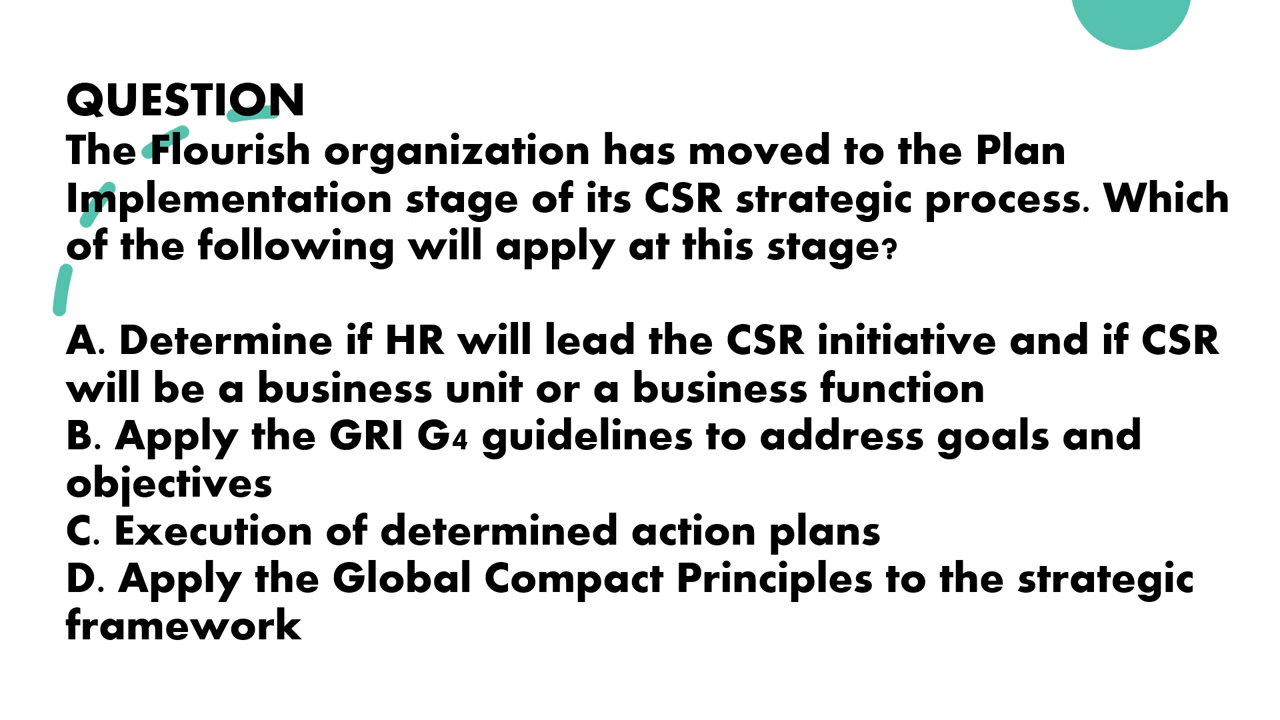 QUESTION
The Flourish organization has moved to the Plan
Implementation stage of its CSR strategic process. Which
of the following will apply at this stage?
A. Determine if HR will lead the CSR initiative and if CSR
will be a business unit or a business function
B. Apply the GRI G4 guidelines to address goals and
objectives
C. Execution of determined action plans
D. Apply the Global Compact Principles to the strategic
framework